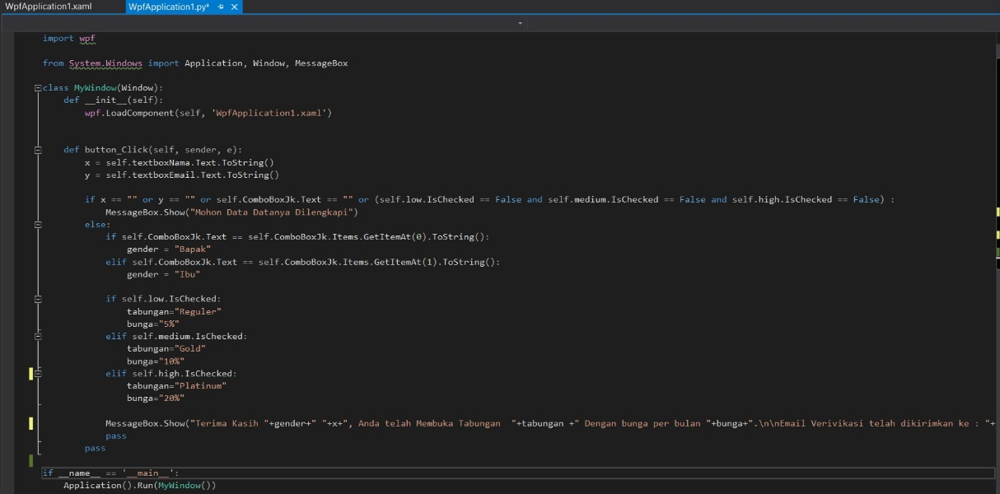 WpfApplication1.xaml
WpfApplication1.py*
import wpf
from System.Windows import Application, Window, MessageBox
class MyWindow(Window):
def __init__(self):
wpf.LoadComponent(self, 'WpfApplication1.xaml')
def button_Click(self, sender, e):
x = self.textboxNama.Text.ToString()
y = self.textboxEmail.Text.ToString()
if x == "" or y == "" or self.ComboBoxJk.Text == "" or (self.low.IsChecked == False and self.medium.IsChecked == False and self.high.IsChecked == False) :
MessageBox.Show("Mohon Data Datanya Dilengkapi")
else:
if self.ComboBoxJk.Text == self.ComboBoxJk.Items.GetItemAt(0).ToString():
gender = "Bapak"
elif self.ComboBoxJk.Text == self.ComboBoxJk.Items.GetItemAt(1).ToString():
gender = "Ibu"
if self.low.IsChecked:
tabungan="Reguler"
bunga="5%"
elif self.medium.IsChecked:
tabungan="Gold"
bunga="10%"
elif self.high.IsChecked:
tabungan="Platinum"
bunga="20%"
MessageBox.Show("Terima Kasih "+gender+" "+x+", Anda telah Membuka Tabungan  "+tabungan +" Dengan bunga per bulan "+bunga+".\n\nEmail Verivikasi telah dikirimkan ke : "+
pass
pass
if __name__ == '__main__':
Application().Run(MyWindow())